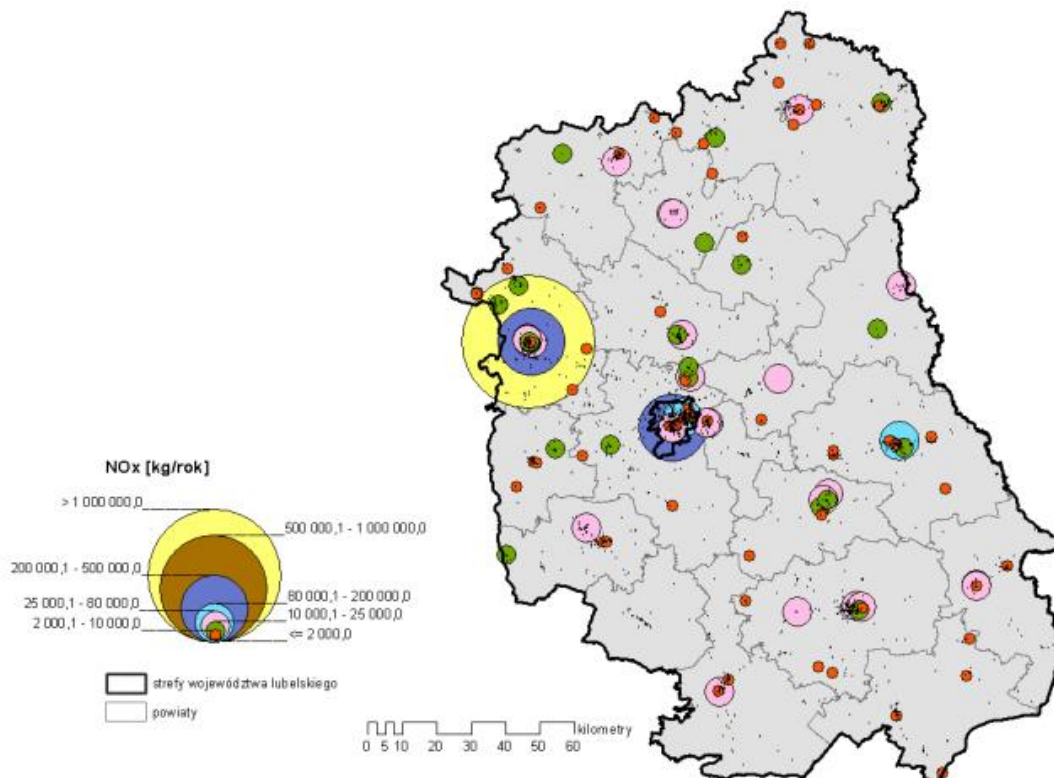 NOx [kg/rok]
> 1 000 000,0
500 000,1 - 1 000 000,0
200 000,1 - 500 000,0
80 000,1 - 200 000,0
25 000,1 - 80 000,0
10 000,1 - 25 000,0
2 000,1 - 10 000,0
<= 2 000,0
strefy województwa lubelskiego
powiaty
kilometry
0 5 10 20 30 40 50 60